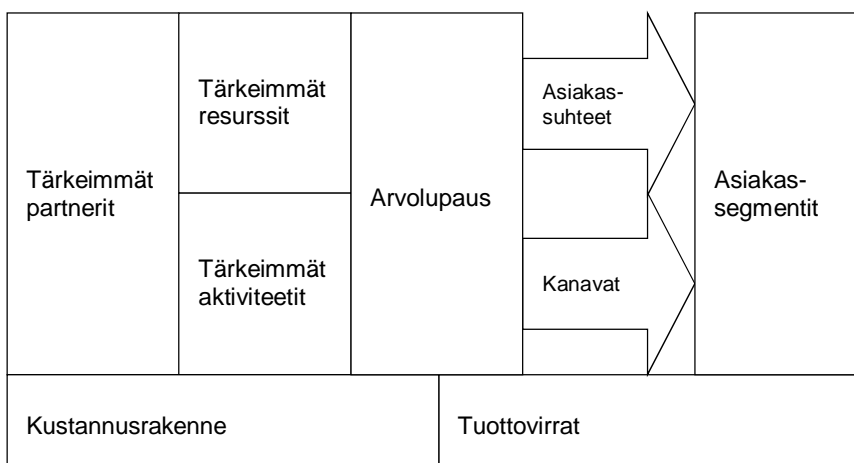 Tärkeimmät
partnerit
Tärkeimmät
resurssit
Tärkeimmät
aktiviteetit
Arvolupaus
Asiakas-
suhteet
Kanavat
Asiakas-
segmentit
Kustannusrakenne
Tuottovirrat